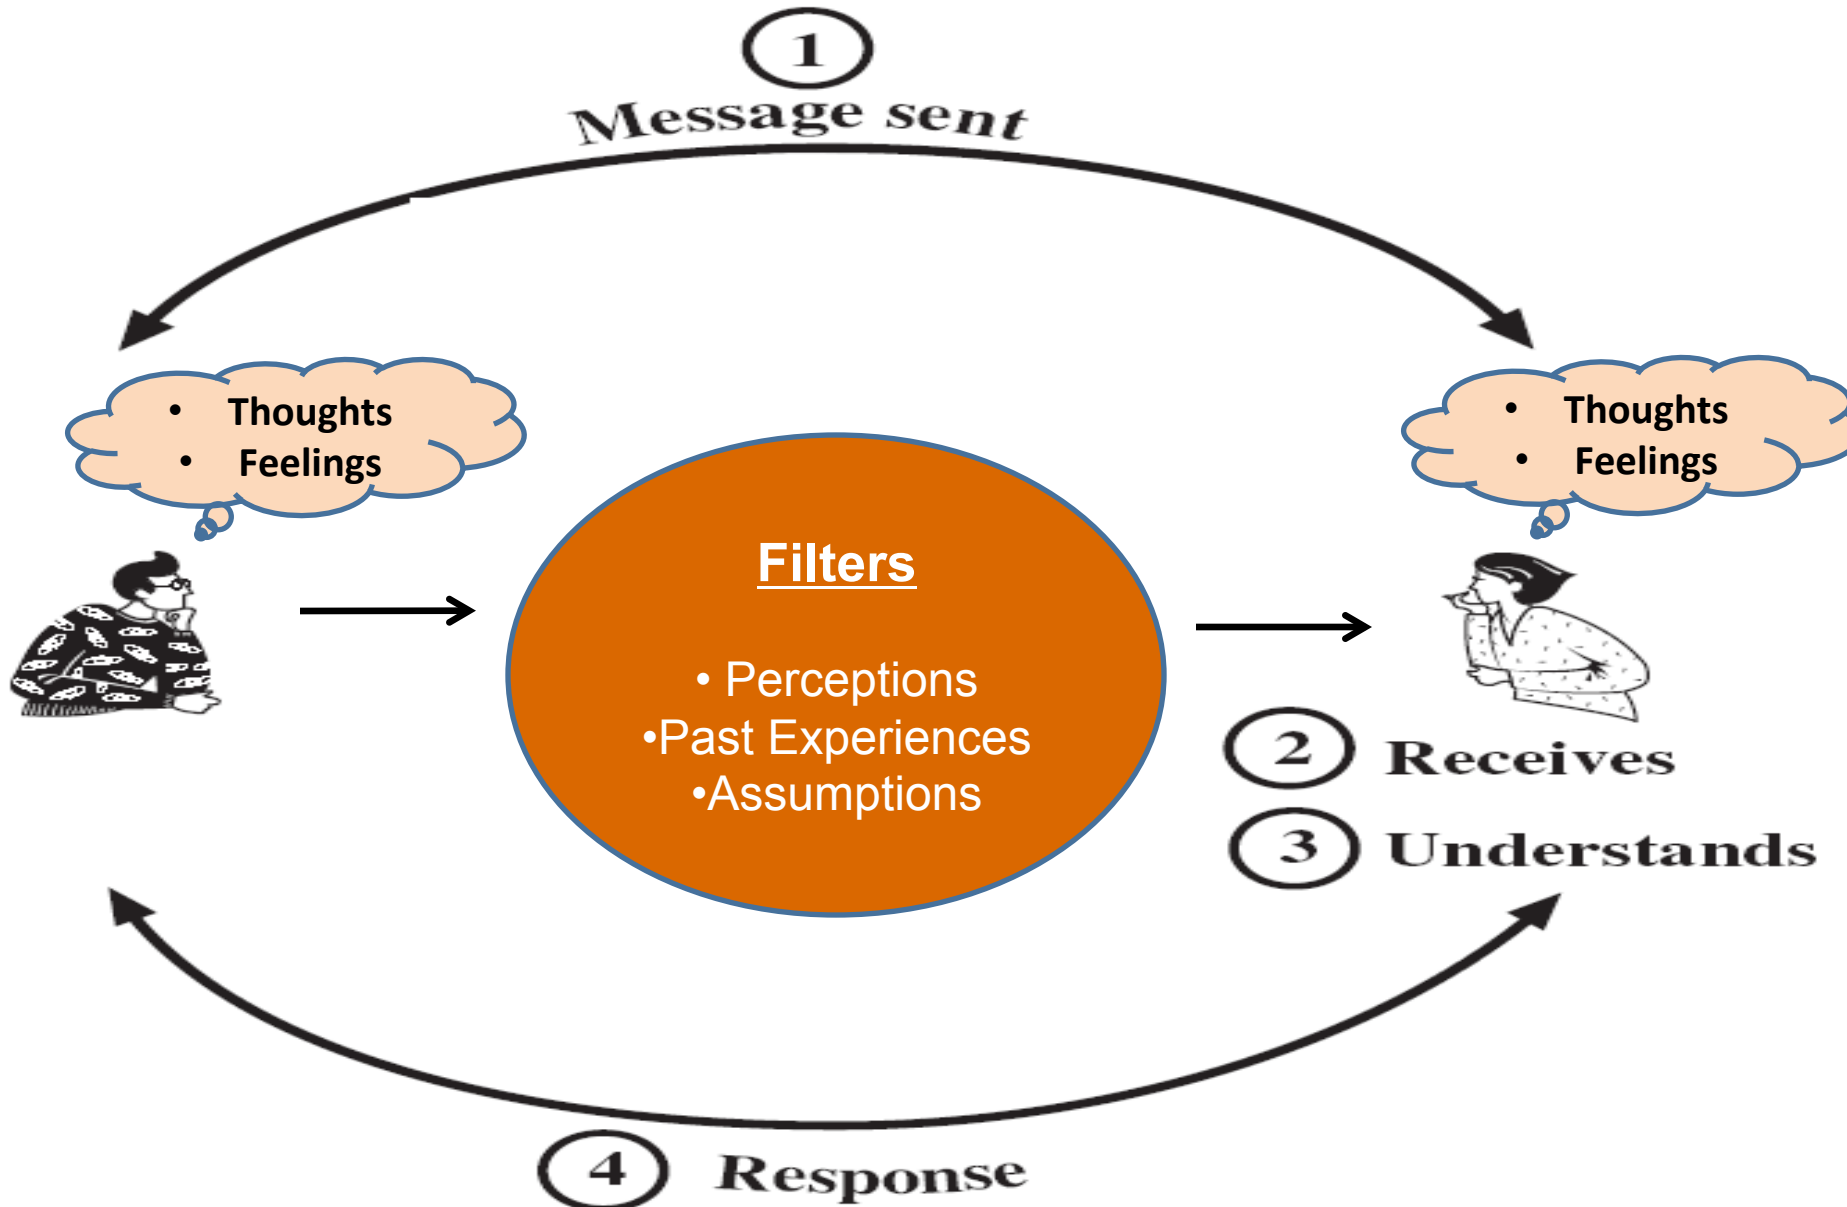 1
Message sent
• Thoughts
• Feelings
• Thoughts
• Feelings
Filters
• Perceptions
•Past Experiences
•Assumptions
2 Receives
3 Understands
4 Response